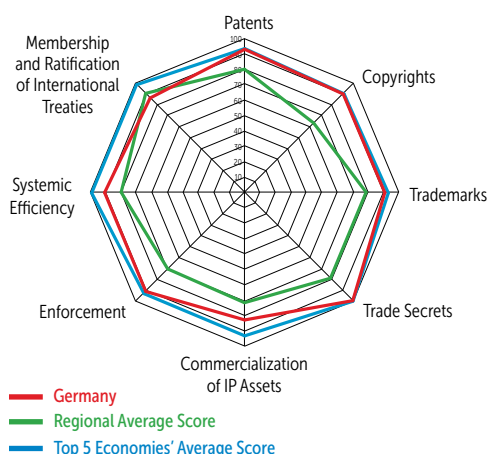 Patents
100
90
80
70
60
50
40
30
20
10
Copyrights
Trademarks
Trade Secrets
Commercialization
of IP Assets
Enforcement
Systemic
Efficiency
Membership
and Ratification
of International
Treaties
Germany
Regional Average Score
Top 5 Economies' Average Score